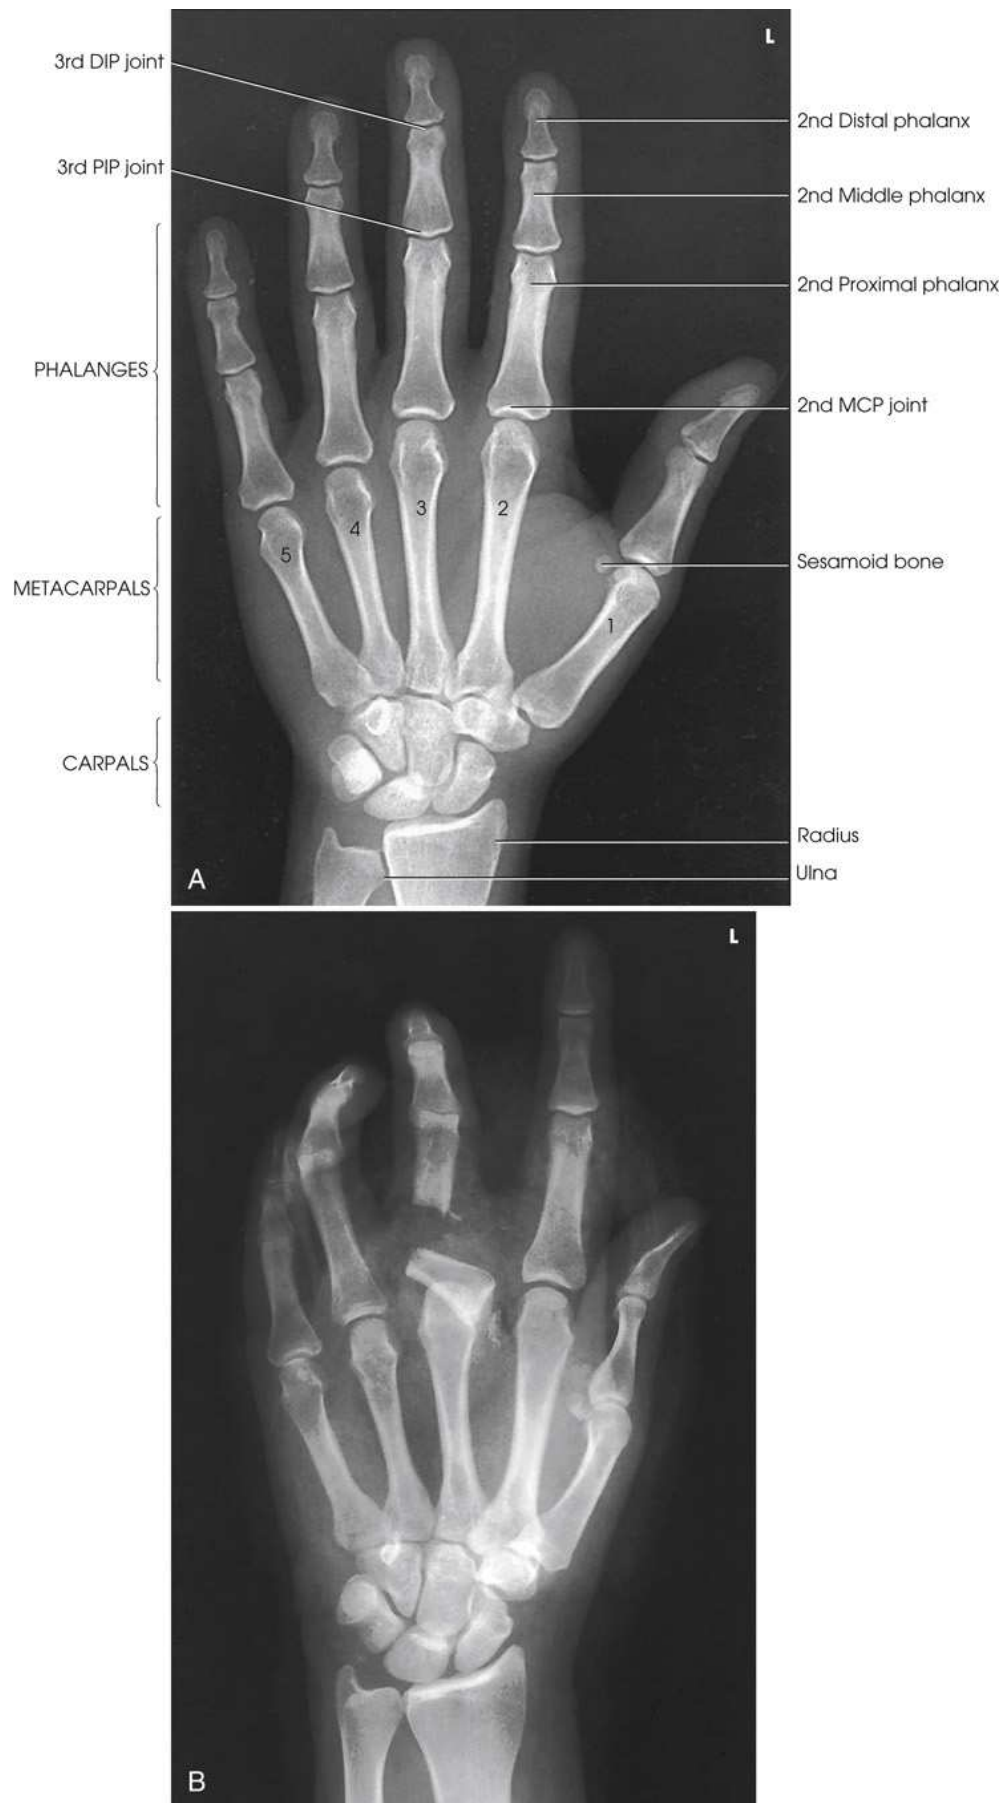 L
3rd DIP joint
2nd Distal phalanx
3rd PIP joint
2nd Middle phalanx
2nd Proximal phalanx
PHALANGES
2nd MCP joint
3
2
4
5
Sesamoid bone
METACARPALS
1
CARPALS
Radius
Ulna
A
L
B